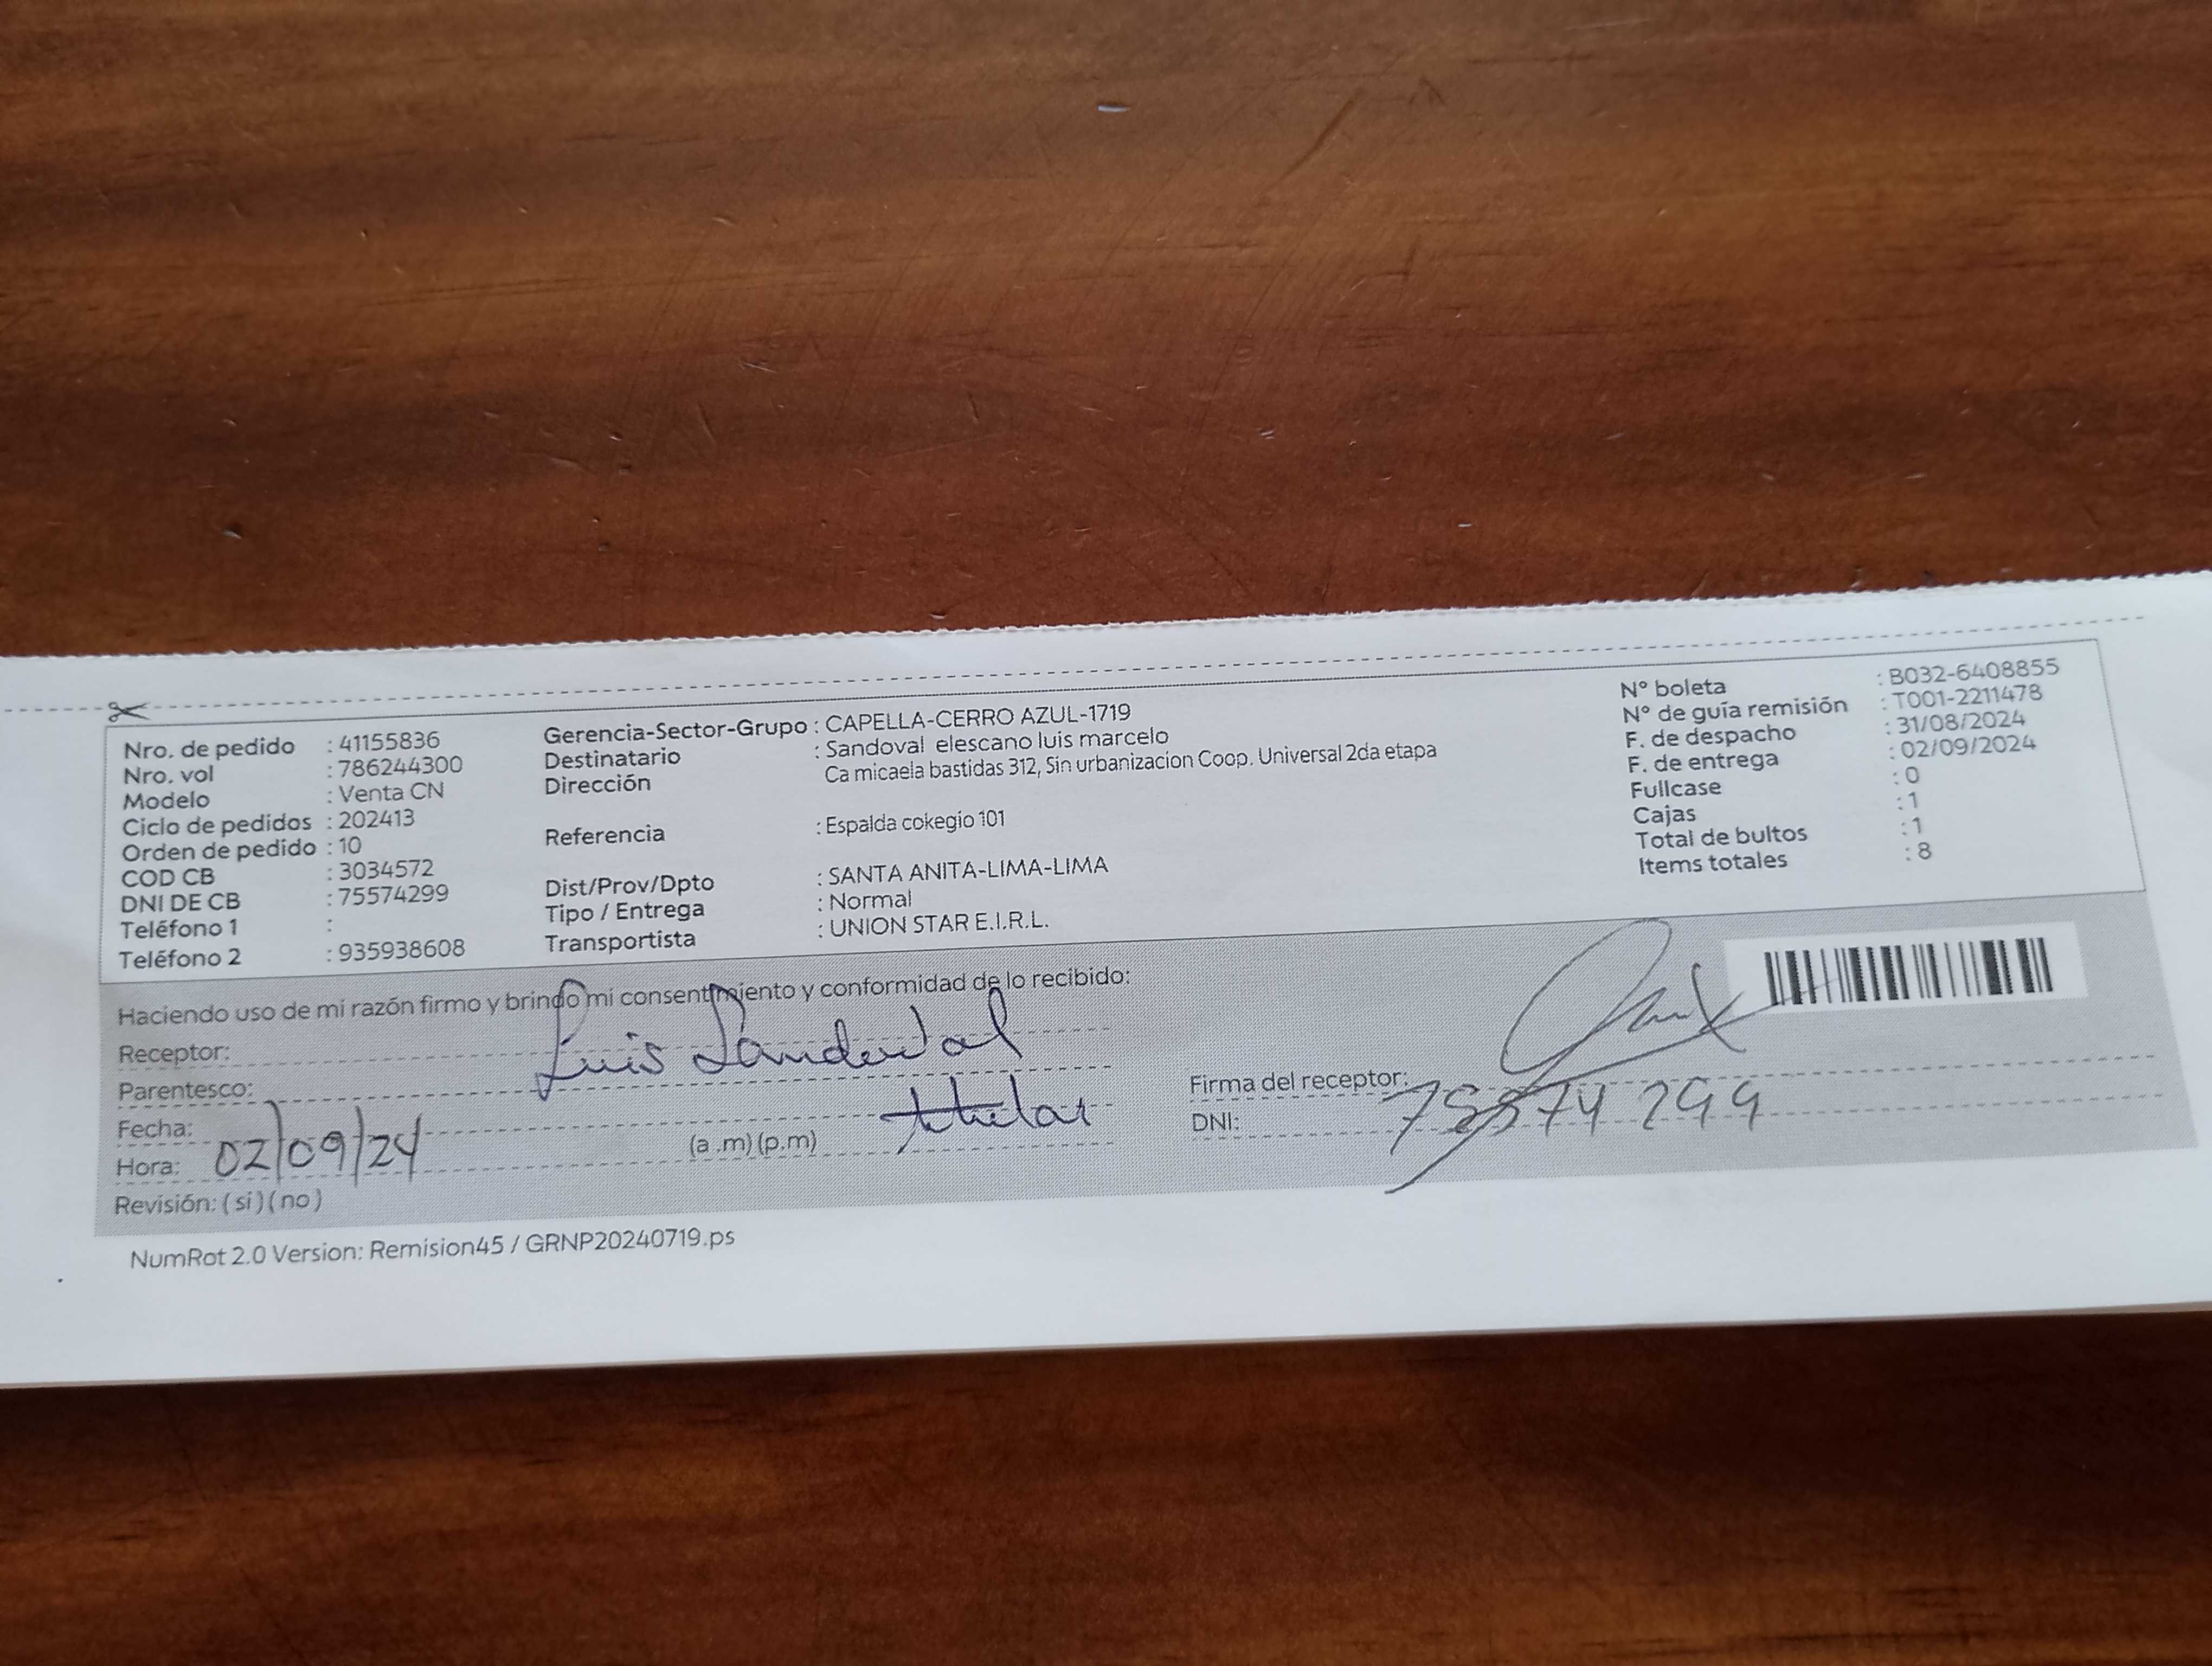 Nro. de pedido : 41155836
Nro. vol : 786244300
Modelo : Venta CN
Ciclo de pedidos : 202413
Orden de pedido : 10
COD CB : 3034572
DNI DE CB : 75574299
Teléfono 1 :
Teléfono 2 : 935938608
Gerencia-Sector-Grupo : CAPELLA-CERRO AZUL-1719
Destinatario : Sandoval elescano luis marcelo
Dirección Ca micaela bastidas 312, Sin urbanizacion Coop. Universal 2da etapa
Referencia : Espalda cokegio 101
Dist/Prov/Dpto : SANTA ANITA-LIMA-LIMA
Tipo / Entrega : Normal
Transportista : UNION STAR E.I.R.L.
N° boleta : B032-6408855
N° de guía remisión : T001-2211478
F. de despacho : 31/08/2024
F. de entrega : 02/09/2024
Fullcase : 0
Cajas : 1
Total de bultos : 1
Items totales : 8
Haciendo uso de mi razón firmo y brindo mi consentimiento y conformidad de lo recibido:
Receptor: Luis Sandoval
Parentesco: titular
Fecha: 02/09/24
Hora: (a .m) (p.m)
Revisión: ( si ) ( no )
Firma del receptor:
DNI: 75574299
NumRot 2.0 Version: Remision45 / GRNP20240719.ps